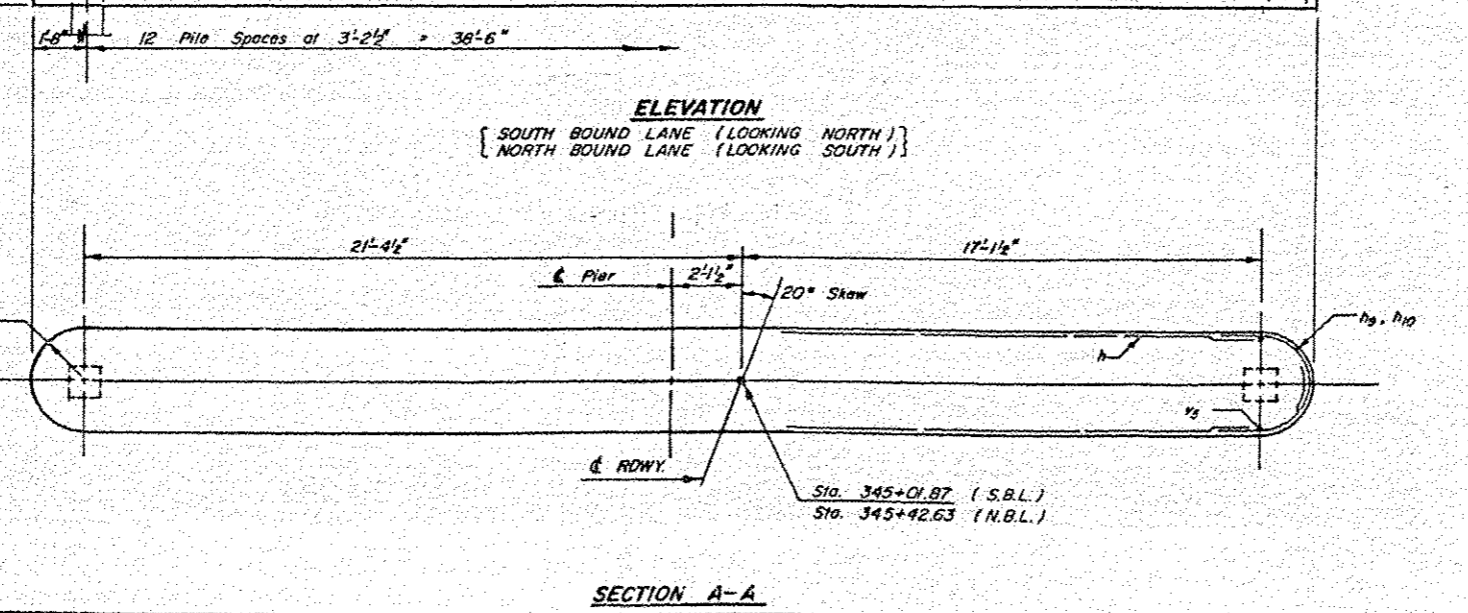 1'-8" 12 Pile Spaces at 3'-2½" = 38'-6"
ELEVATION
{ SOUTH BOUND LANE (LOOKING NORTH) }
{ NORTH BOUND LANE (LOOKING SOUTH) }
21'-4½" 17'-1½"
℄ Pier 2'-1½"
20° Skew
h9, h10
h
v5
℄ RDWY.
Sta. 345+01.87 (S.B.L.)
Sta. 345+42.63 (N.B.L.)
SECTION A-A